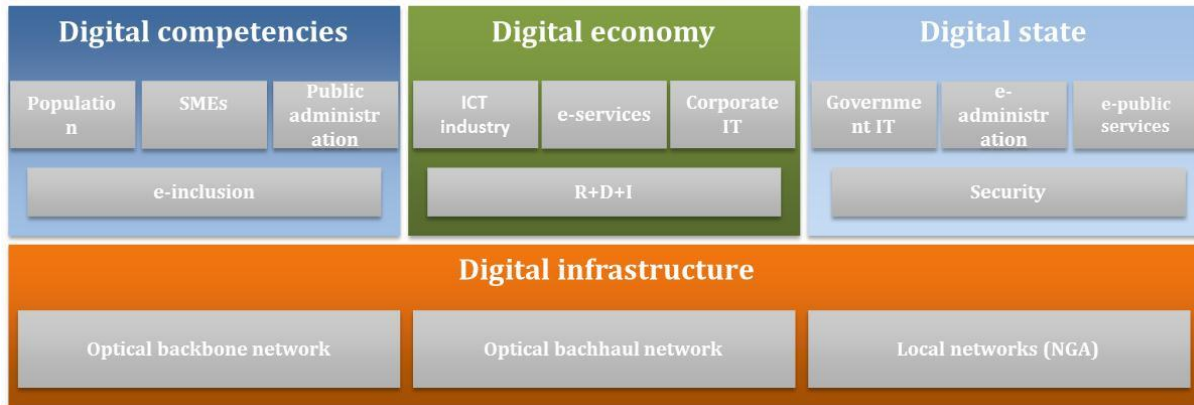 Digital competencies
Populatio
n
SMEs
Public
administr
ation
e-inclusion
Digital economy
ICT
industry
e-services
Corporate
IT
R+D+I
Digital state
Governme
nt IT
e-
administr
ation
e-public
services
Security
Digital infrastructure
Optical backbone network
Optical bachhaul network
Local networks (NGA)